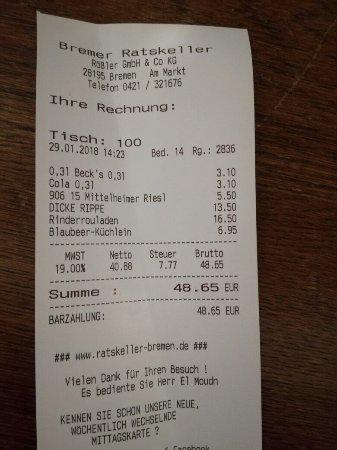 Bremer Ratskeller
Rößler GmbH & Co KG
28195 Bremen Am Markt
Telefon 0421 / 321676
Ihre Rechnung:
Tisch: 100
29.01.2018 14:23 Bed. 14 Rg.: 2836
0,3l Beck's 0,3l 3.10
Cola 0,3l 3.10
906 15 Mittelheimer Riesl 5.50
DICKE RIPPE 13.50
Rinderrouladen 16.50
Blaubeer-Küchlein 6.95
MWST Netto Steuer Brutto
19.00% 40.88 7.77 48.65
Summe : 48.65 EUR
BARZAHLUNG: 48.65 EUR
### www.ratskeller-bremen.de ###
Vielen Dank für Ihren Besuch !
Es bediente Sie Herr El Moudn
KENNEN SIE SCHON UNSERE NEUE,
WÖCHENTLICH WECHSELNDE
MITTAGSKARTE ?
Facebook